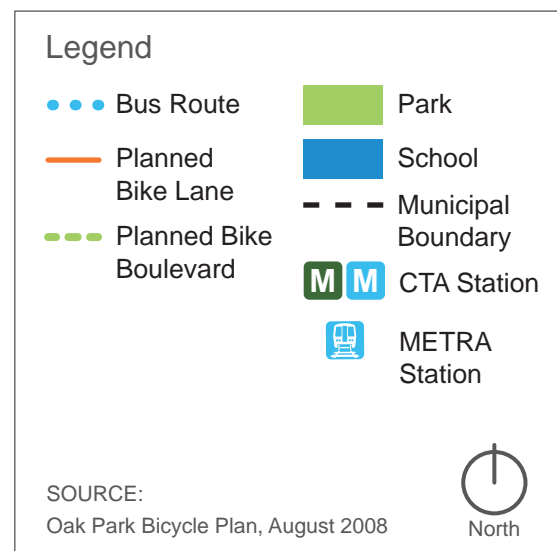 Legend
Bus Route
Planned
Bike Lane
Planned Bike
Boulevard
Park
School
Municipal
Boundary
M M CTA Station
METRA
Station
SOURCE:
Oak Park Bicycle Plan, August 2008
North